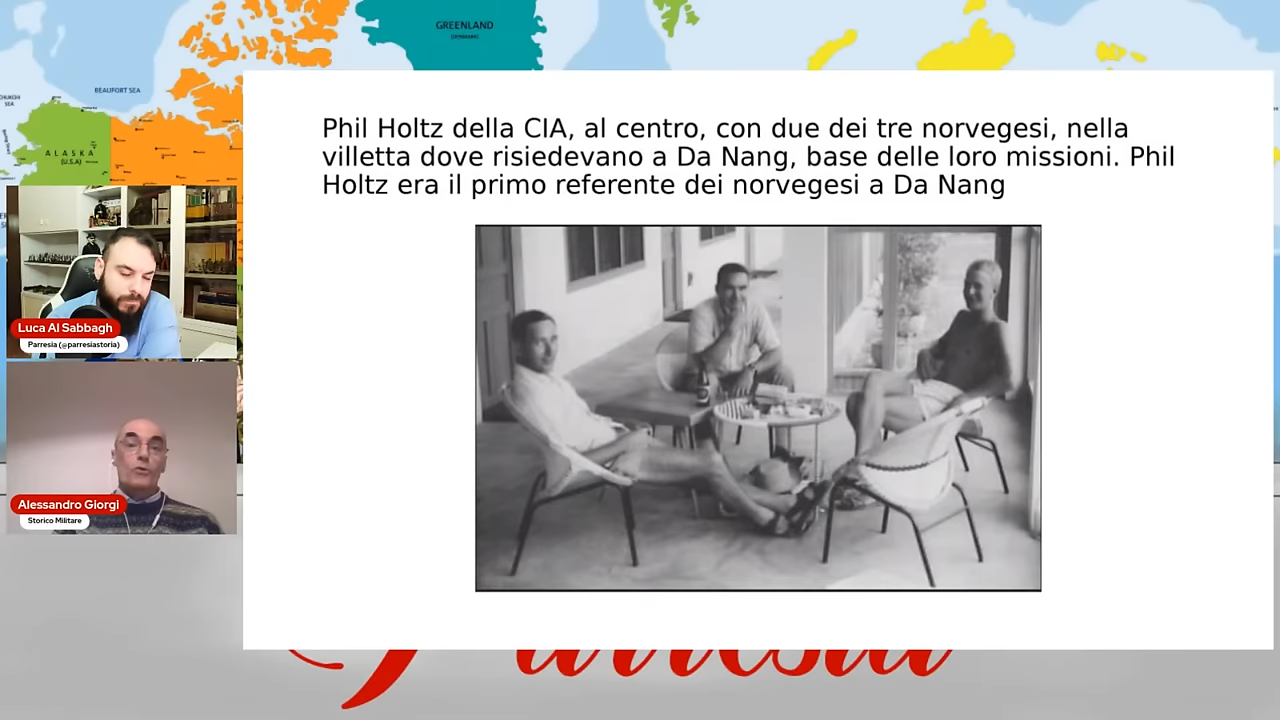 GREENLAND
(DENMARK)
BEAUFORT SEA
SEA
ALASKA
(U.S.A)
Phil Holtz della CIA, al centro, con due dei tre norvegesi, nella
villetta dove risiedevano a Da Nang, base delle loro missioni. Phil
Holtz era il primo referente dei norvegesi a Da Nang
Luca Al Sabbagh
Parresia (@parresiastoria)
Alessandro Giorgi
Storico Militare